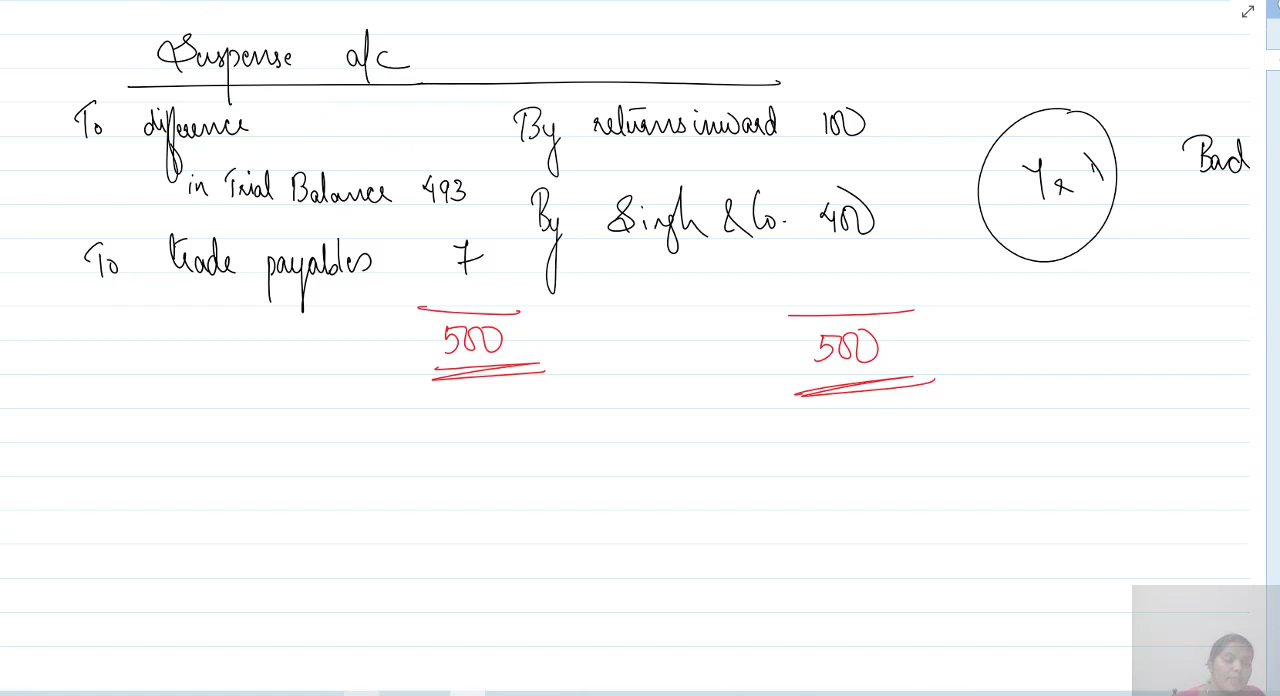 Suspense a/c
To difference
in Trial Balance 493
To trade payables 7
500
By returns inward 100
By Singh & Co. 400
500
Bad